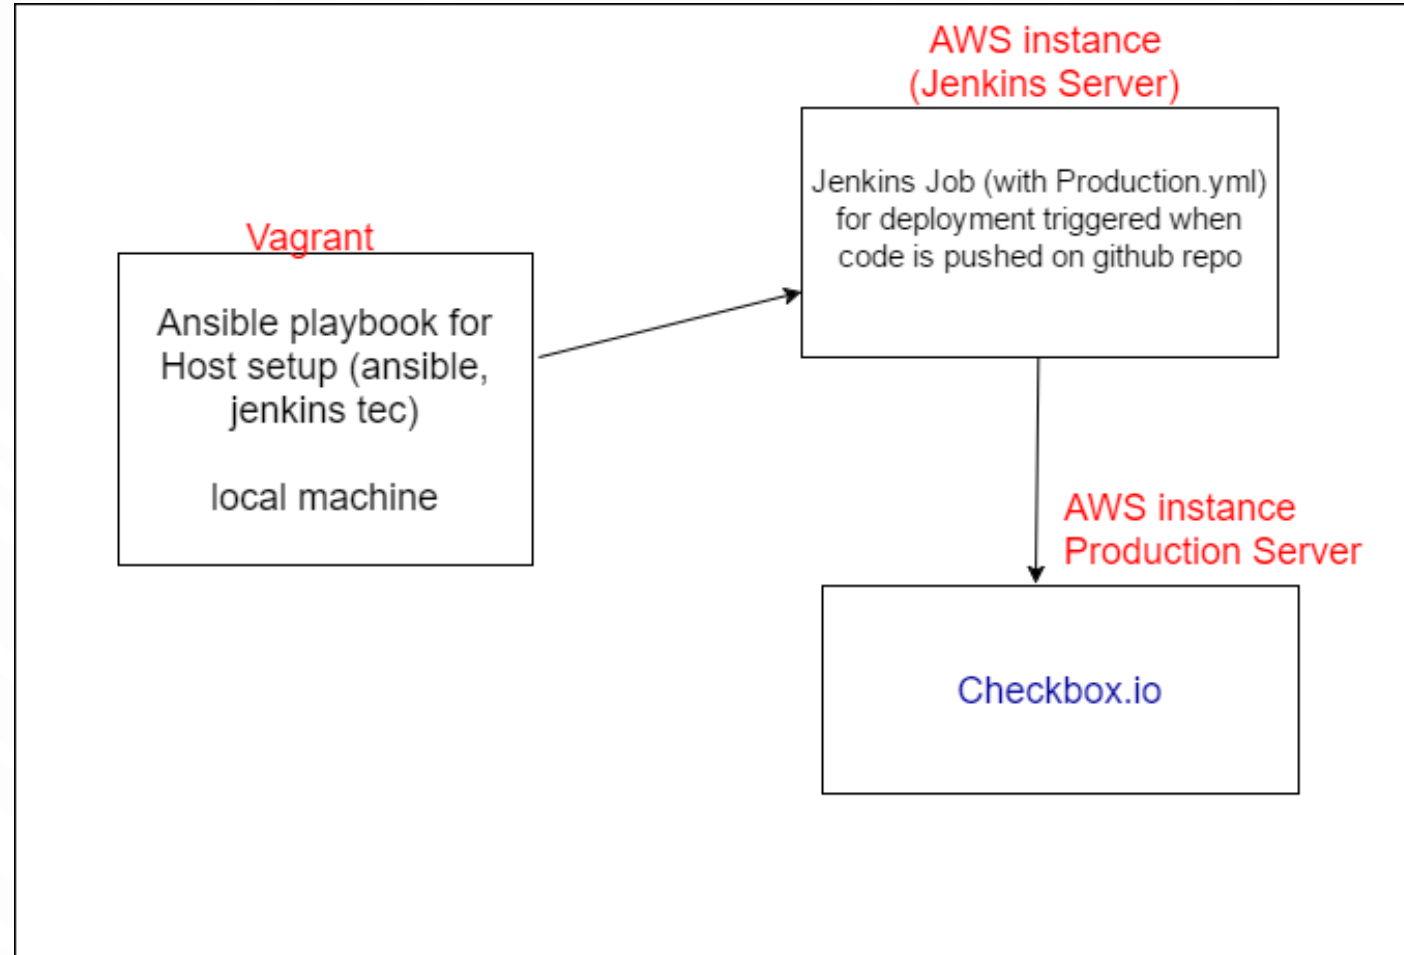 Vagrant
Ansible playbook for
Host setup (ansible,
jenkins tec)
local machine
AWS instance
(Jenkins Server)
Jenkins Job (with Production.yml)
for deployment triggered when
code is pushed on github repo
AWS instance
Production Server
Checkbox.io